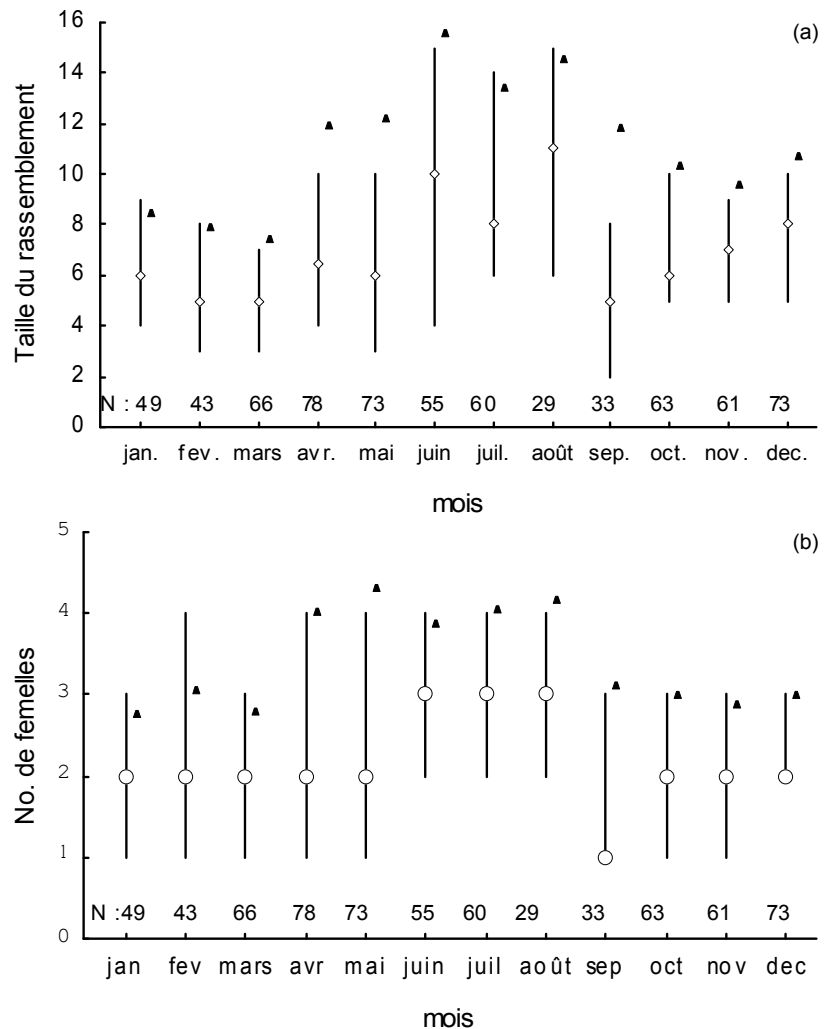 (a)
Taille du rassemblement
16
14
12
10
8
6
4
2
0
N : 49 43 66 78 73 55 60 29 33 63 61 73
jan. fev. mars avr. mai juin juil. août sep. oct. nov. dec.
mois
(b)
No. de femelles
5
4
3
2
1
0
N :49 43 66 78 73 55 60 29 33 63 61 73
jan fev mars avr mai juin juil août sep oct nov dec
mois